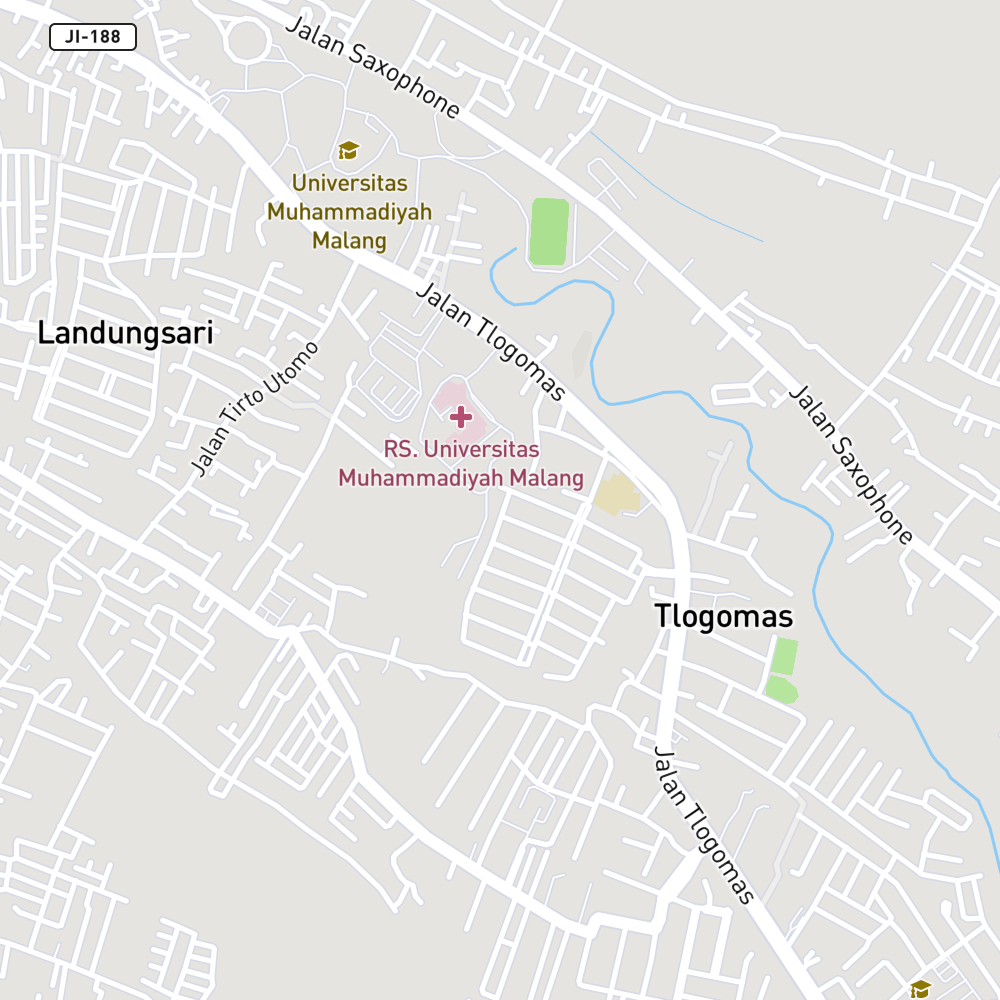 JI-188
Jalan Saxophone
Universitas
Muhammadiyah
Malang
Jalan Tlogomas
Landungsari
Jalan Tirto Utomo
Jalan Saxophone
RS. Universitas
Muhammadiyah Malang
Tlogomas
Jalan Tlogomas